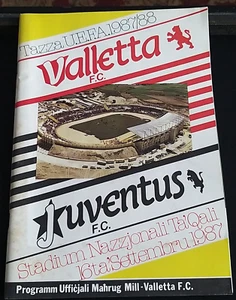 Tazza U.E.F.A. 1987/88
Valletta
F.C.
Juventus
F.C.
Stadium Nazzjonali Ta' Qali
16 ta' Settembru 1987
Programm Uffiċjali Maħruġ Mill-Valletta F.C.